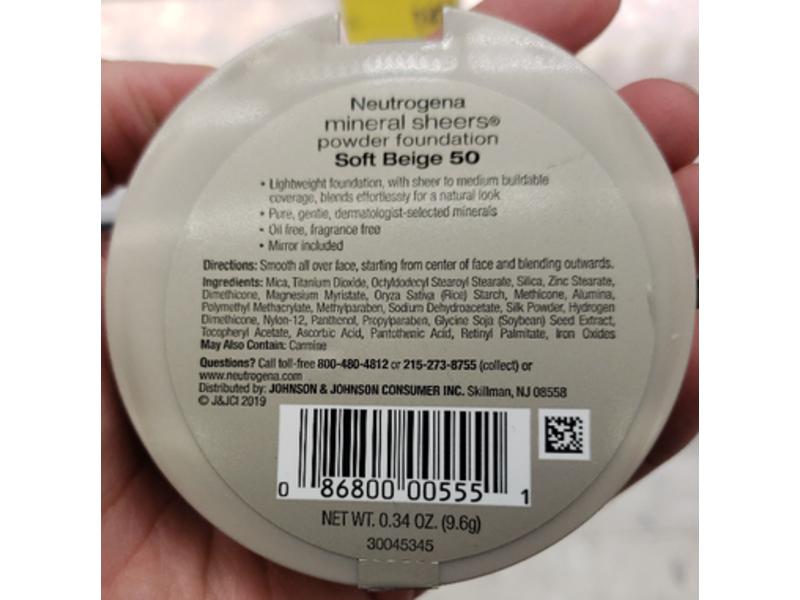 Neutrogena
mineral sheers®
powder foundation
Soft Beige 50
• Lightweight foundation, with sheer to medium buildable
coverage, blends effortlessly for a natural look
• Pure, gentle, dermatologist-selected minerals
• Oil free, fragrance free
• Mirror included
Directions: Smooth all over face, starting from center of face and blending outwards.
Ingredients: Mica, Titanium Dioxide, Octyldodecyl Stearoyl Stearate, Silica, Zinc Stearate,
Dimethicone, Magnesium Myristate, Oryza Sativa (Rice) Starch, Methicone, Alumina,
Polymethyl Methacrylate, Methylparaben, Sodium Dehydroacetate, Silk Powder, Hydrogen
Dimethicone, Nylon-12, Panthenol, Propylparaben, Glycine Soja (Soybean) Seed Extract,
Tocopheryl Acetate, Ascorbic Acid, Pantothenic Acid, Retinyl Palmitate, Iron Oxides
May Also Contain: Carmine
Questions? Call toll-free 800-480-4812 or 215-273-8755 (collect) or
www.neutrogena.com
Distributed by: JOHNSON & JOHNSON CONSUMER INC. Skillman, NJ 08558
© J&JCI 2019
0 86800 00555 1
NET WT. 0.34 OZ. (9.6g)
30045345